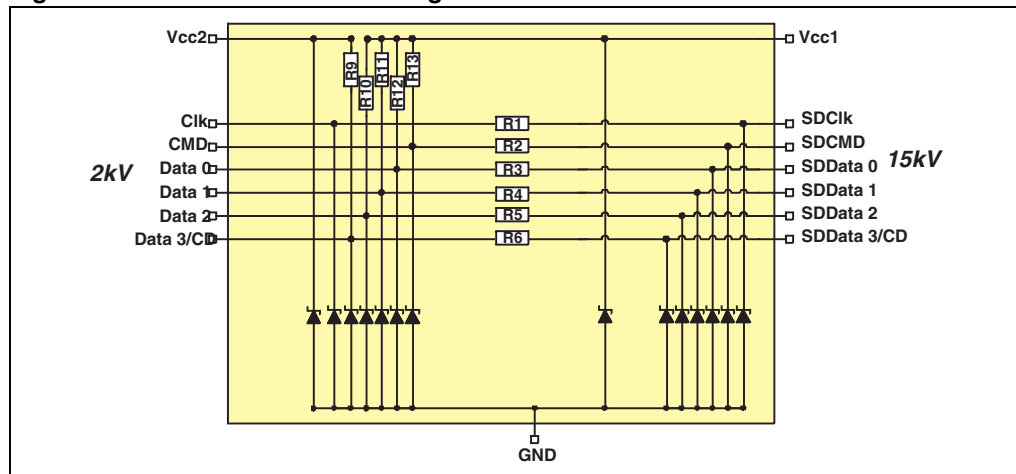 Vcc2
Vcc1
R9
R10
R11
R12
R13
Clk
R1
SDClk
CMD
R2
SDCMD
2kV
Data 0
R3
SDData 0
15kV
Data 1
R4
SDData 1
Data 2
R5
SDData 2
Data 3/CD
R6
SDData 3/CD
GND